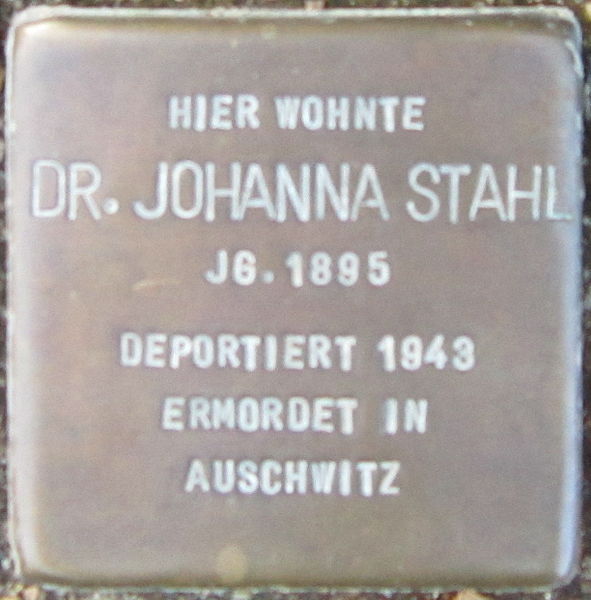 HIER WOHNTE
DR. JOHANNA STAHL
JG. 1895
DEPORTIERT 1943
ERMORDET IN
AUSCHWITZ